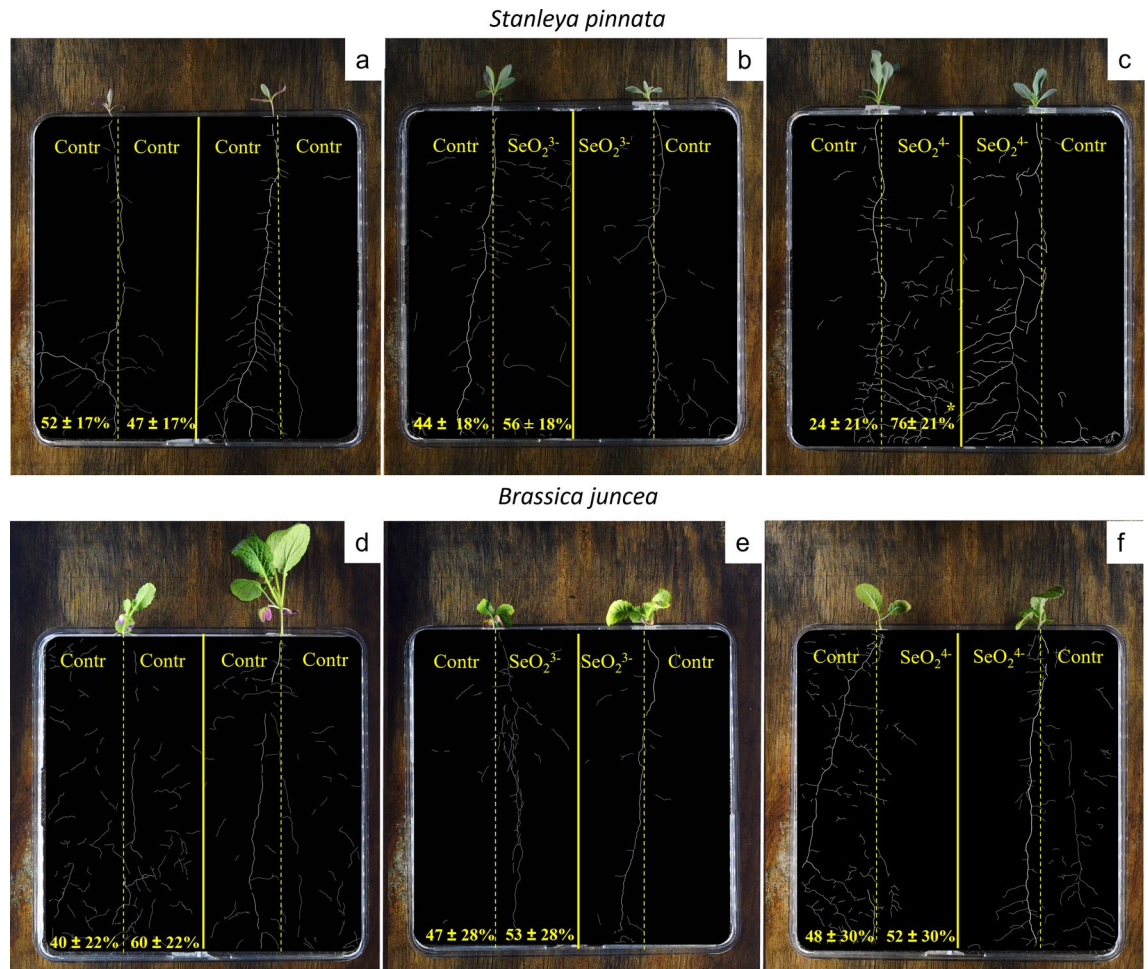 Stanleya pinnata
a
b
c
Contr Contr Contr Contr
Contr SeO₂³⁻ SeO₂³⁻ Contr
Contr SeO₂⁴⁻ SeO₂⁴⁻ Contr
52 ± 17% 47 ± 17%
44 ± 18% 56 ± 18%
24 ± 21% 76± 21% *
Brassica juncea
d
e
f
Contr Contr Contr Contr
Contr SeO₂³⁻ SeO₂³⁻ Contr
Contr SeO₂⁴⁻ SeO₂⁴⁻ Contr
40 ± 22% 60 ± 22%
47 ± 28% 53 ± 28%
48 ± 30% 52 ± 30%